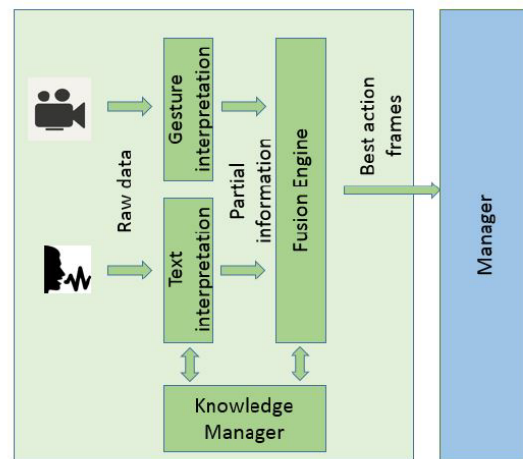 Raw data
Gesture
interpretation
Text
interpretation
Partial
information
Fusion Engine
Knowledge
Manager
Best action
frames
Manager